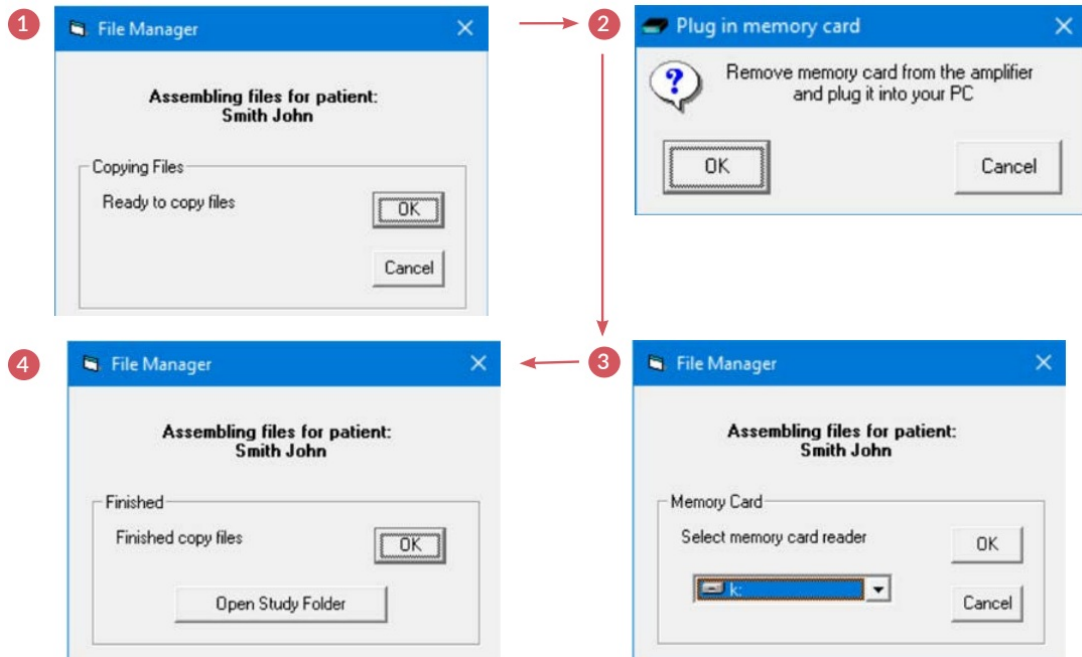 1
File Manager
Assembling files for patient:
Smith John
Copying Files
Ready to copy files
OK
Cancel
2
Plug in memory card
?
Remove memory card from the amplifier
and plug it into your PC
OK
Cancel
3
File Manager
Assembling files for patient:
Smith John
Memory Card
Select memory card reader
OK
k:
Cancel
4
File Manager
Assembling files for patient:
Smith John
Finished
Finished copy files
OK
Open Study Folder